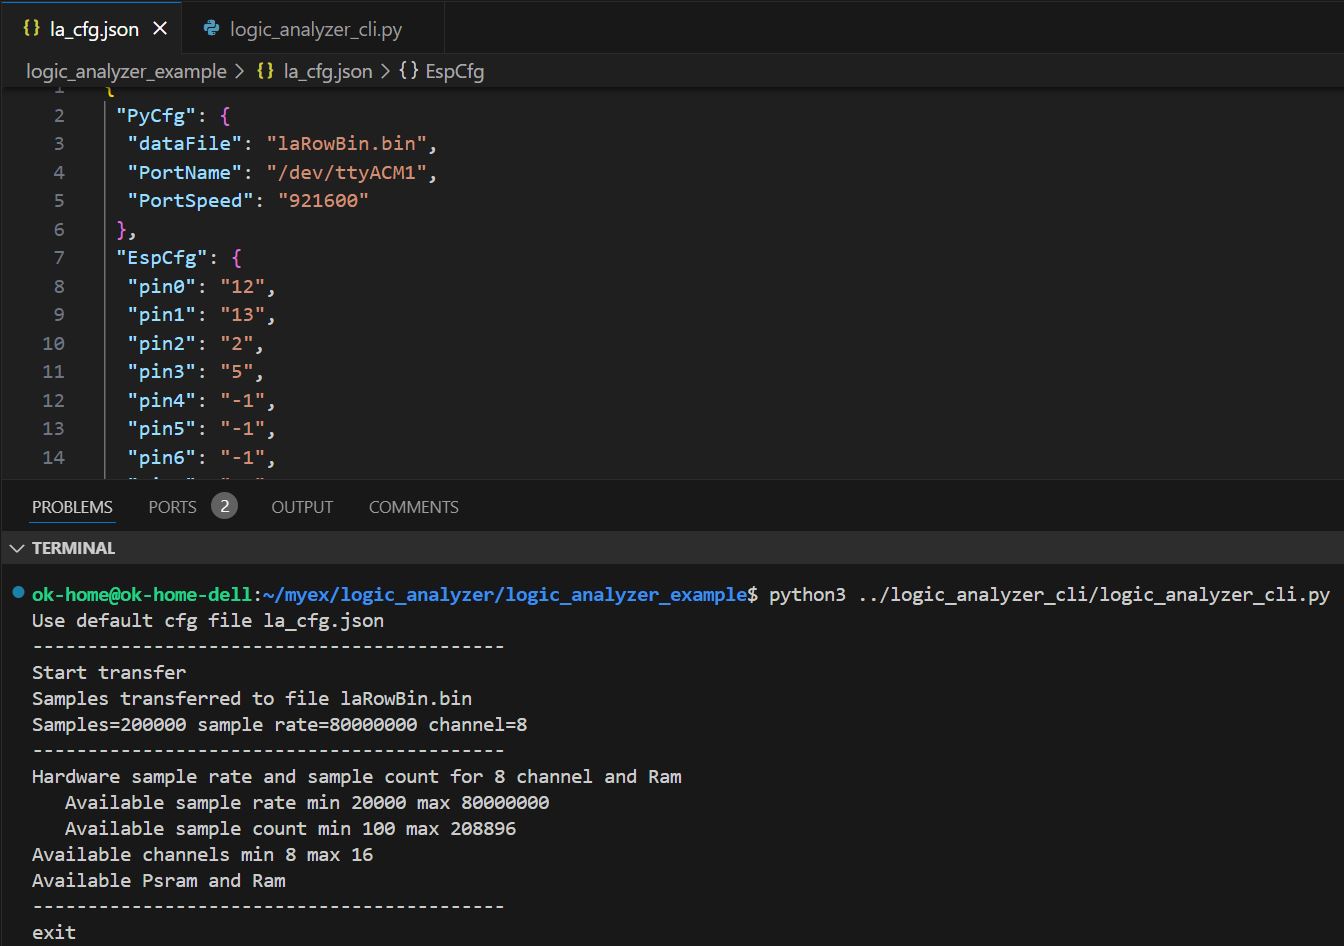 {} la_cfg.json ×
logic_analyzer_cli.py
logic_analyzer_example > {} la_cfg.json > {} EspCfg
1 {
2 "PyCfg": {
3 "dataFile": "laRowBin.bin",
4 "PortName": "/dev/ttyACM1",
5 "PortSpeed": "921600"
6 },
7 "EspCfg": {
8 "pin0": "12",
9 "pin1": "13",
10 "pin2": "2",
11 "pin3": "5",
12 "pin4": "-1",
13 "pin5": "-1",
14 "pin6": "-1",
PROBLEMS PORTS 2 OUTPUT COMMENTS
TERMINAL
ok-home@ok-home-dell:~/myex/logic_analyzer/logic_analyzer_example$ python3 ../logic_analyzer_cli/logic_analyzer_cli.py
Use default cfg file la_cfg.json
-------------------------------------------
Start transfer
Samples transferred to file laRowBin.bin
Samples=200000 sample rate=80000000 channel=8
-------------------------------------------
Hardware sample rate and sample count for 8 channel and Ram
Available sample rate min 20000 max 80000000
Available sample count min 100 max 208896
Available channels min 8 max 16
Available Psram and Ram
-------------------------------------------
exit